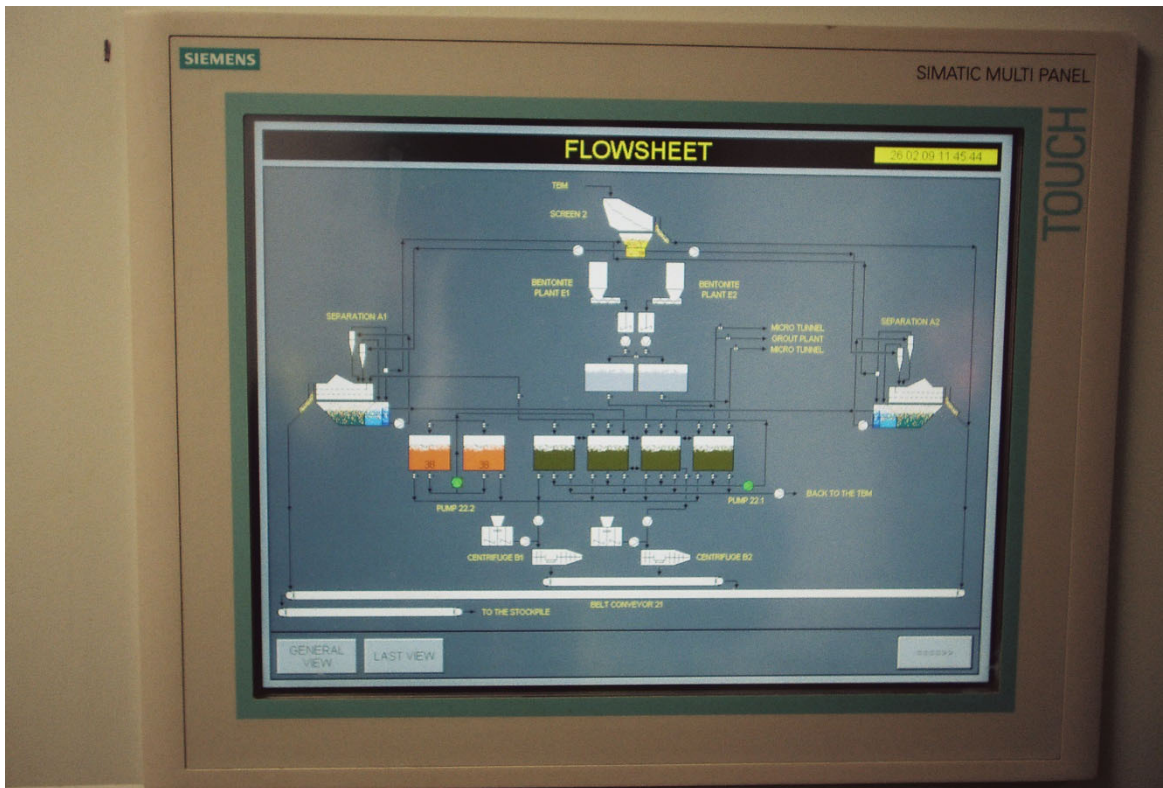 SIEMENS
SIMATIC MULTI PANEL
TOUCH
FLOWSHEET
26.02.09 11:45:44
TBM
SCREEN 2
BENTONITE
PLANT E1
BENTONITE
PLANT E2
SEPARATION A1
SEPARATION A2
MICRO TUNNEL
GROUT PLANT
MICRO TUNNEL
PUMP 22.2
PUMP 22.1
BACK TO THE TBM
CENTRIFUGE B1
CENTRIFUGE B2
BELT CONVEYOR 21
TO THE STOCKPILE
GENERAL
VIEW
LAST VIEW